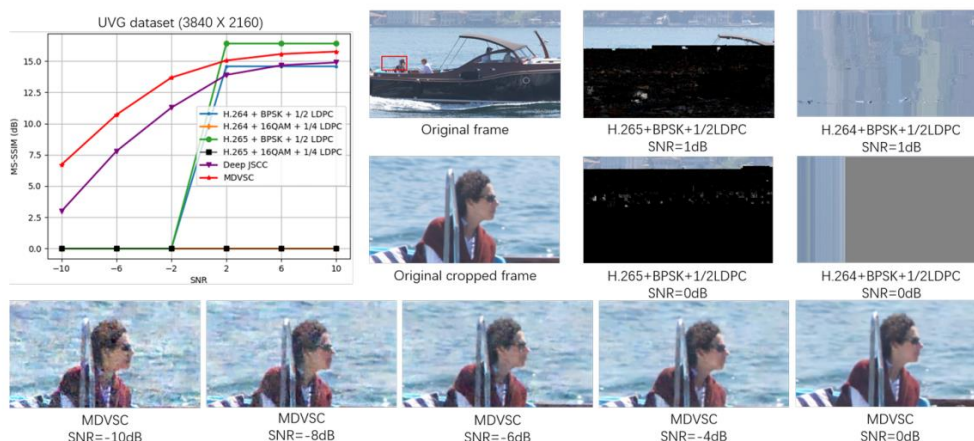 UVG dataset (3840 X 2160)
MS-SSIM (dB)
15.0
12.5
10.0
7.5
5.0
2.5
0.0
−10
−6
−2
2
6
10
SNR
H.264 + BPSK + 1/2 LDPC
H.264 + 16QAM + 1/4 LDPC
H.265 + BPSK + 1/2 LDPC
H.265 + 16QAM + 1/4 LDPC
Deep JSCC
MDVSC
Original frame
H.265+BPSK+1/2LDPC
SNR=1dB
H.264+BPSK+1/2LDPC
SNR=1dB
Original cropped frame
H.265+BPSK+1/2LDPC
SNR=0dB
H.264+BPSK+1/2LDPC
SNR=0dB
MDVSC
SNR=-10dB
MDVSC
SNR=-8dB
MDVSC
SNR=-6dB
MDVSC
SNR=-4dB
MDVSC
SNR=0dB